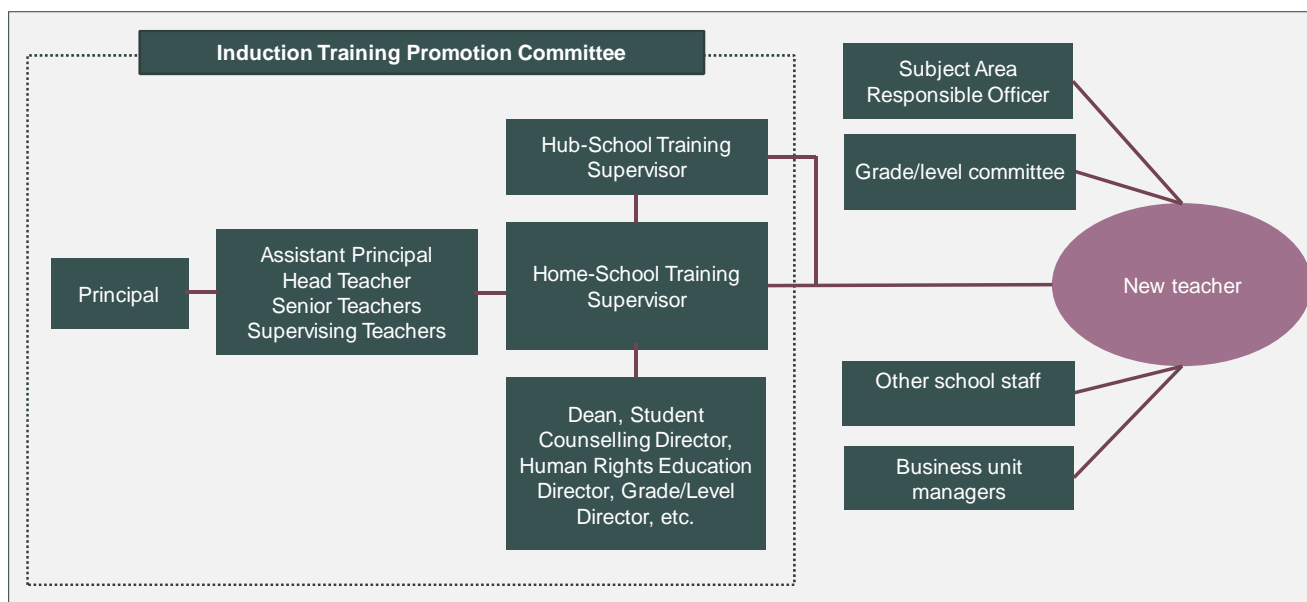 Induction Training Promotion Committee
Principal
Assistant Principal
Head Teacher
Senior Teachers
Supervising Teachers
Hub-School Training
Supervisor
Home-School Training
Supervisor
Dean, Student
Counselling Director,
Human Rights Education
Director, Grade/Level
Director, etc.
Subject Area
Responsible Officer
Grade/level committee
New teacher
Other school staff
Business unit
managers